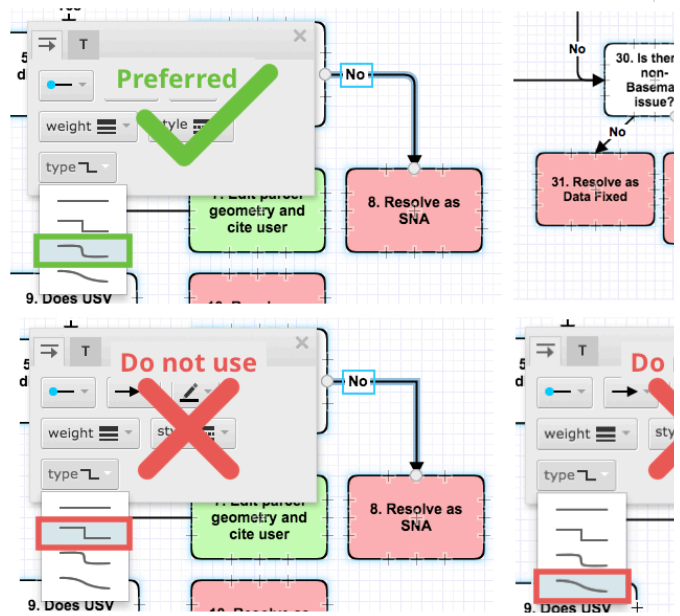 T
Preferred
weight
style
type
No
geometry and
cite user
8. Resolve as
SNA
9. Does USV
No
30. Is ther
non-
Basema
issue?
No
31. Resolve as
Data Fixed
T
Do not use
weight
type
No
7. Edit parcel
geometry and
cite user
8. Resolve as
SNA
9. Does USV
T
Do
weight
sty
type
9. Does USV